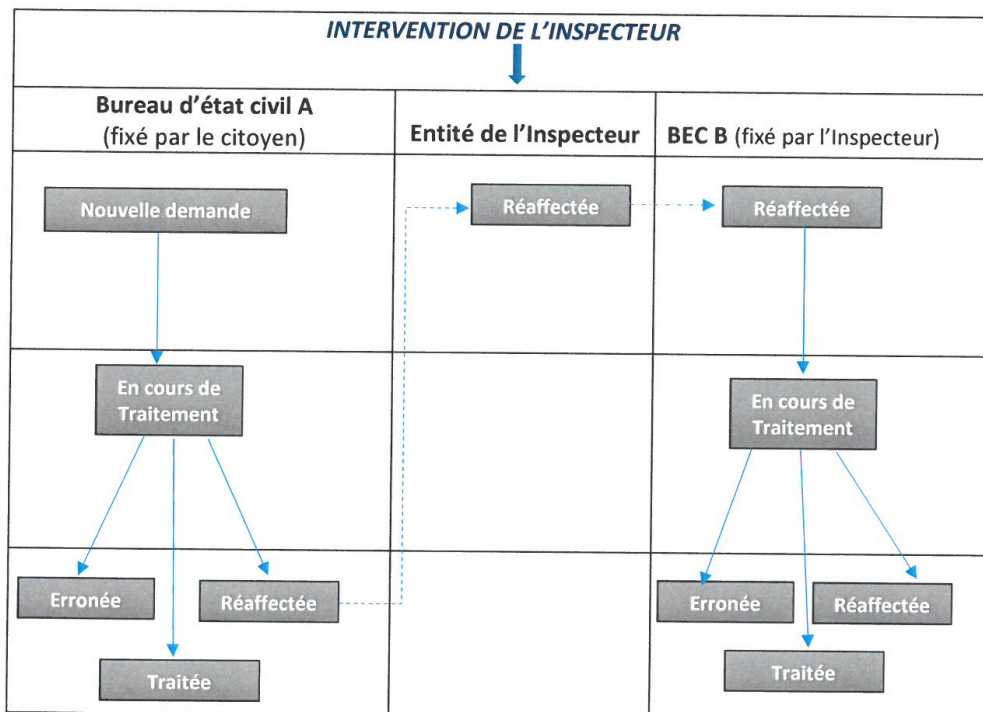 INTERVENTION DE L'INSPECTEUR
Bureau d'état civil A
(fixé par le citoyen)
Entité de l'Inspecteur
BEC B (fixé par l'Inspecteur)
Nouvelle demande
Réaffectée
Réaffectée
En cours de
Traitement
En cours de
Traitement
Erronée
Réaffectée
Traitée
Erronée
Réaffectée
Traitée